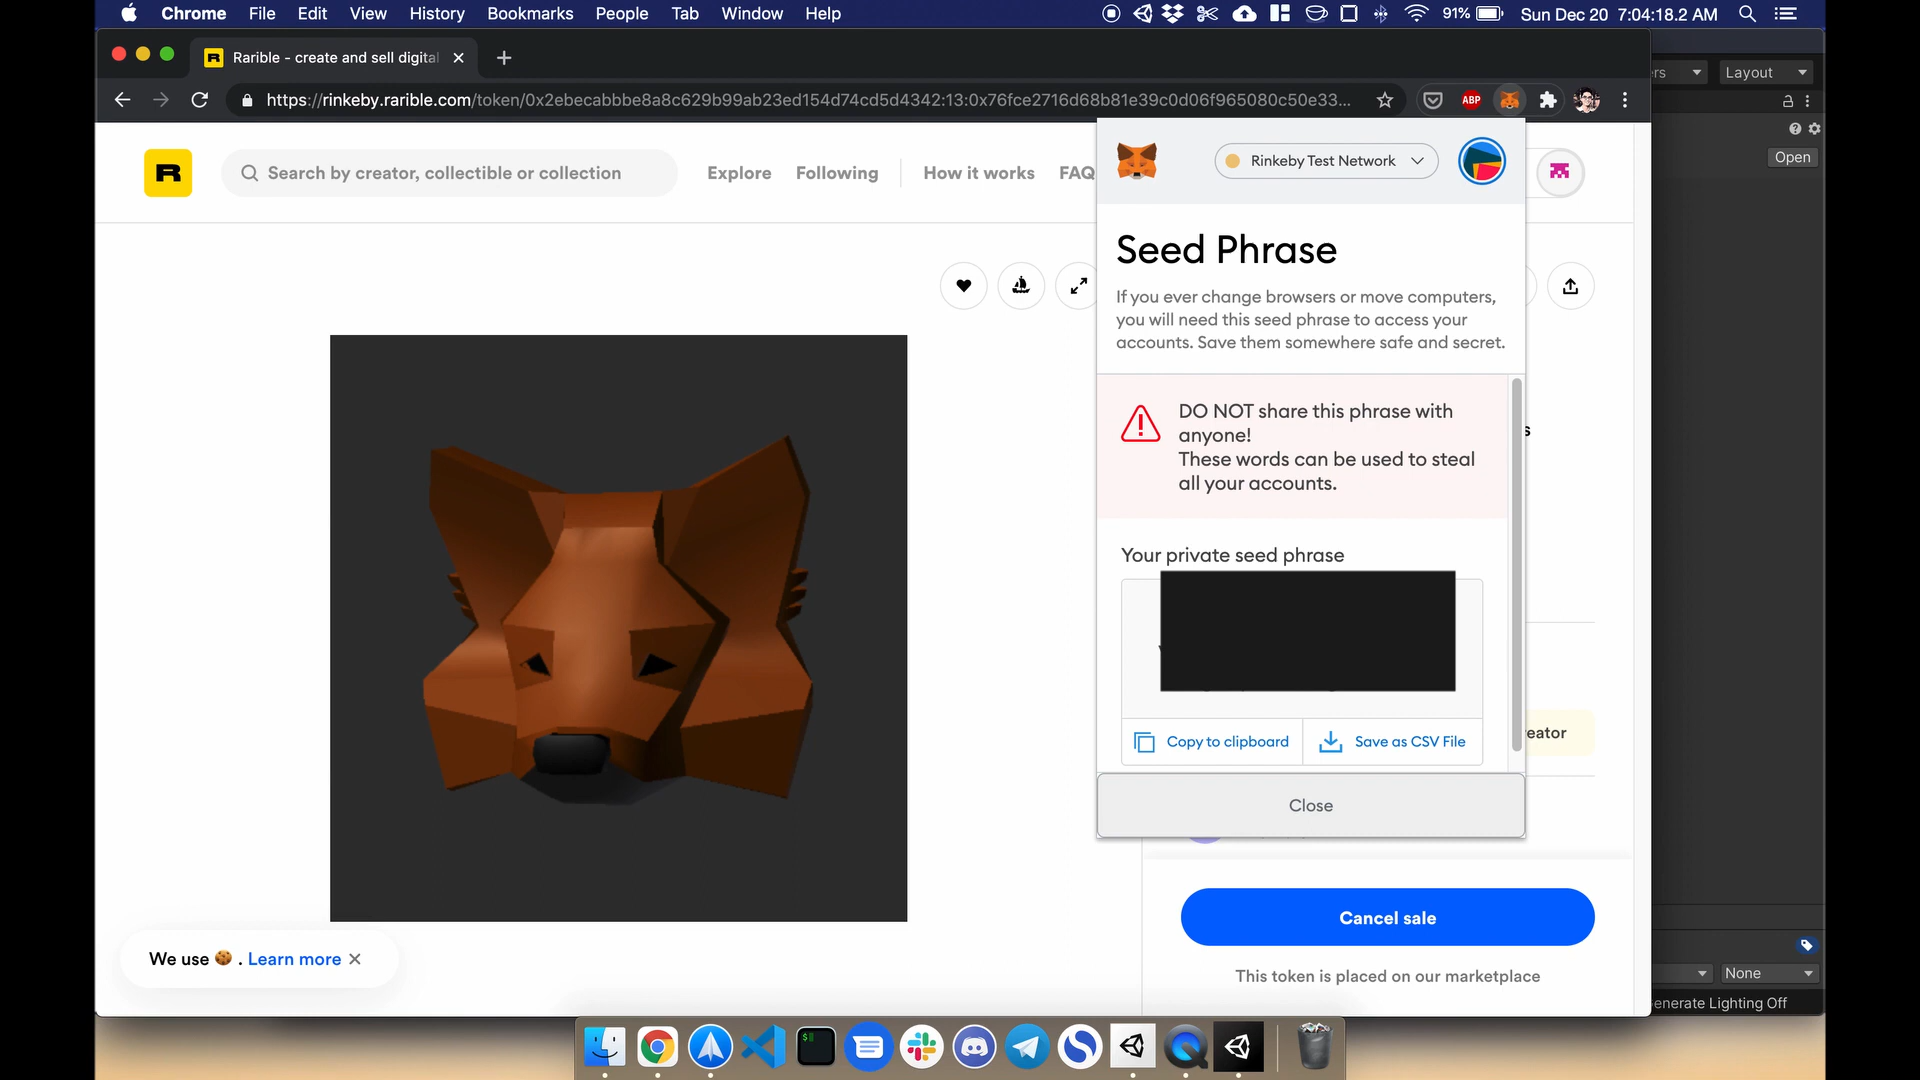 Chrome File Edit View History Bookmarks People Tab Window Help
91% Sun Dec 20 7:04:18.2 AM
Rarible - create and sell digital
Layout
https://rinkeby.rarible.com/token/0x2ebecabbbe8a8c629b99ab23ed154d74cd5d4342:13:0x76fce2716d68b81e39c0d06f965080c50e33...
ABP
Open
R
Search by creator, collectible or collection
Explore Following How it works FAQ
Rinkeby Test Network
Seed Phrase
If you ever change browsers or move computers,
you will need this seed phrase to access your
accounts. Save them somewhere safe and secret.
DO NOT share this phrase with
anyone!
These words can be used to steal
all your accounts.
Your private seed phrase
Copy to clipboard
Save as CSV File
Close
Cancel sale
This token is placed on our marketplace
We use 🍪 . Learn more
None
enerate Lighting Off